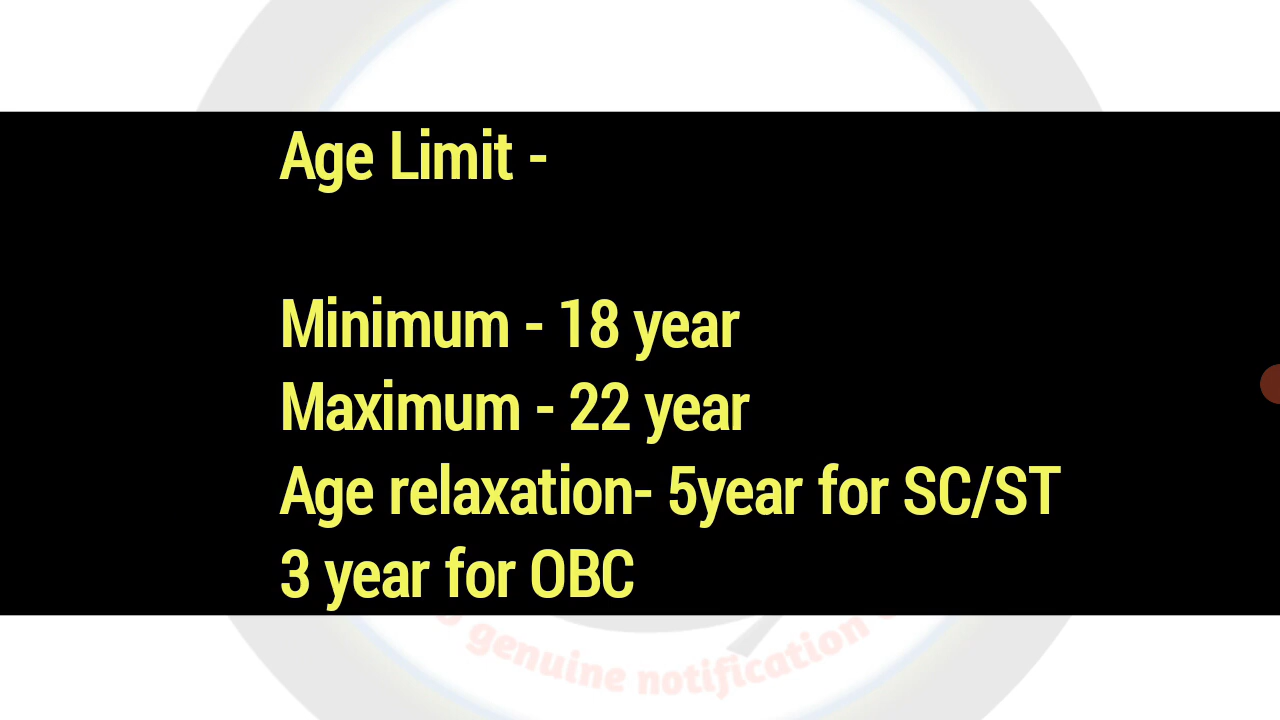 Age Limit -
Minimum - 18 year
Maximum - 22 year
Age relaxation- 5year for SC/ST
3 year for OBC
genuine notification